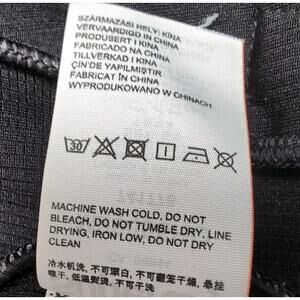 SZÁRMAZÁSI HELY: KÍNA
VERVAARDIGD IN CHINA
PRODUSERT I KINA
FABRICADO NA CHINA
TILLVERKAD I KINA
ÇİN'DE YAPILMIŞTIR
FABRICAT ÎN CHINA
WYPRODUKOWANO W CHINACH
30
MACHINE WASH COLD, DO NOT
BLEACH, DO NOT TUMBLE DRY, LINE
DRYING, IRON LOW, DO NOT DRY
CLEAN
冷水机洗，不可漂白，不可翻笼干燥，悬挂
晾干，低温熨烫，不可干洗